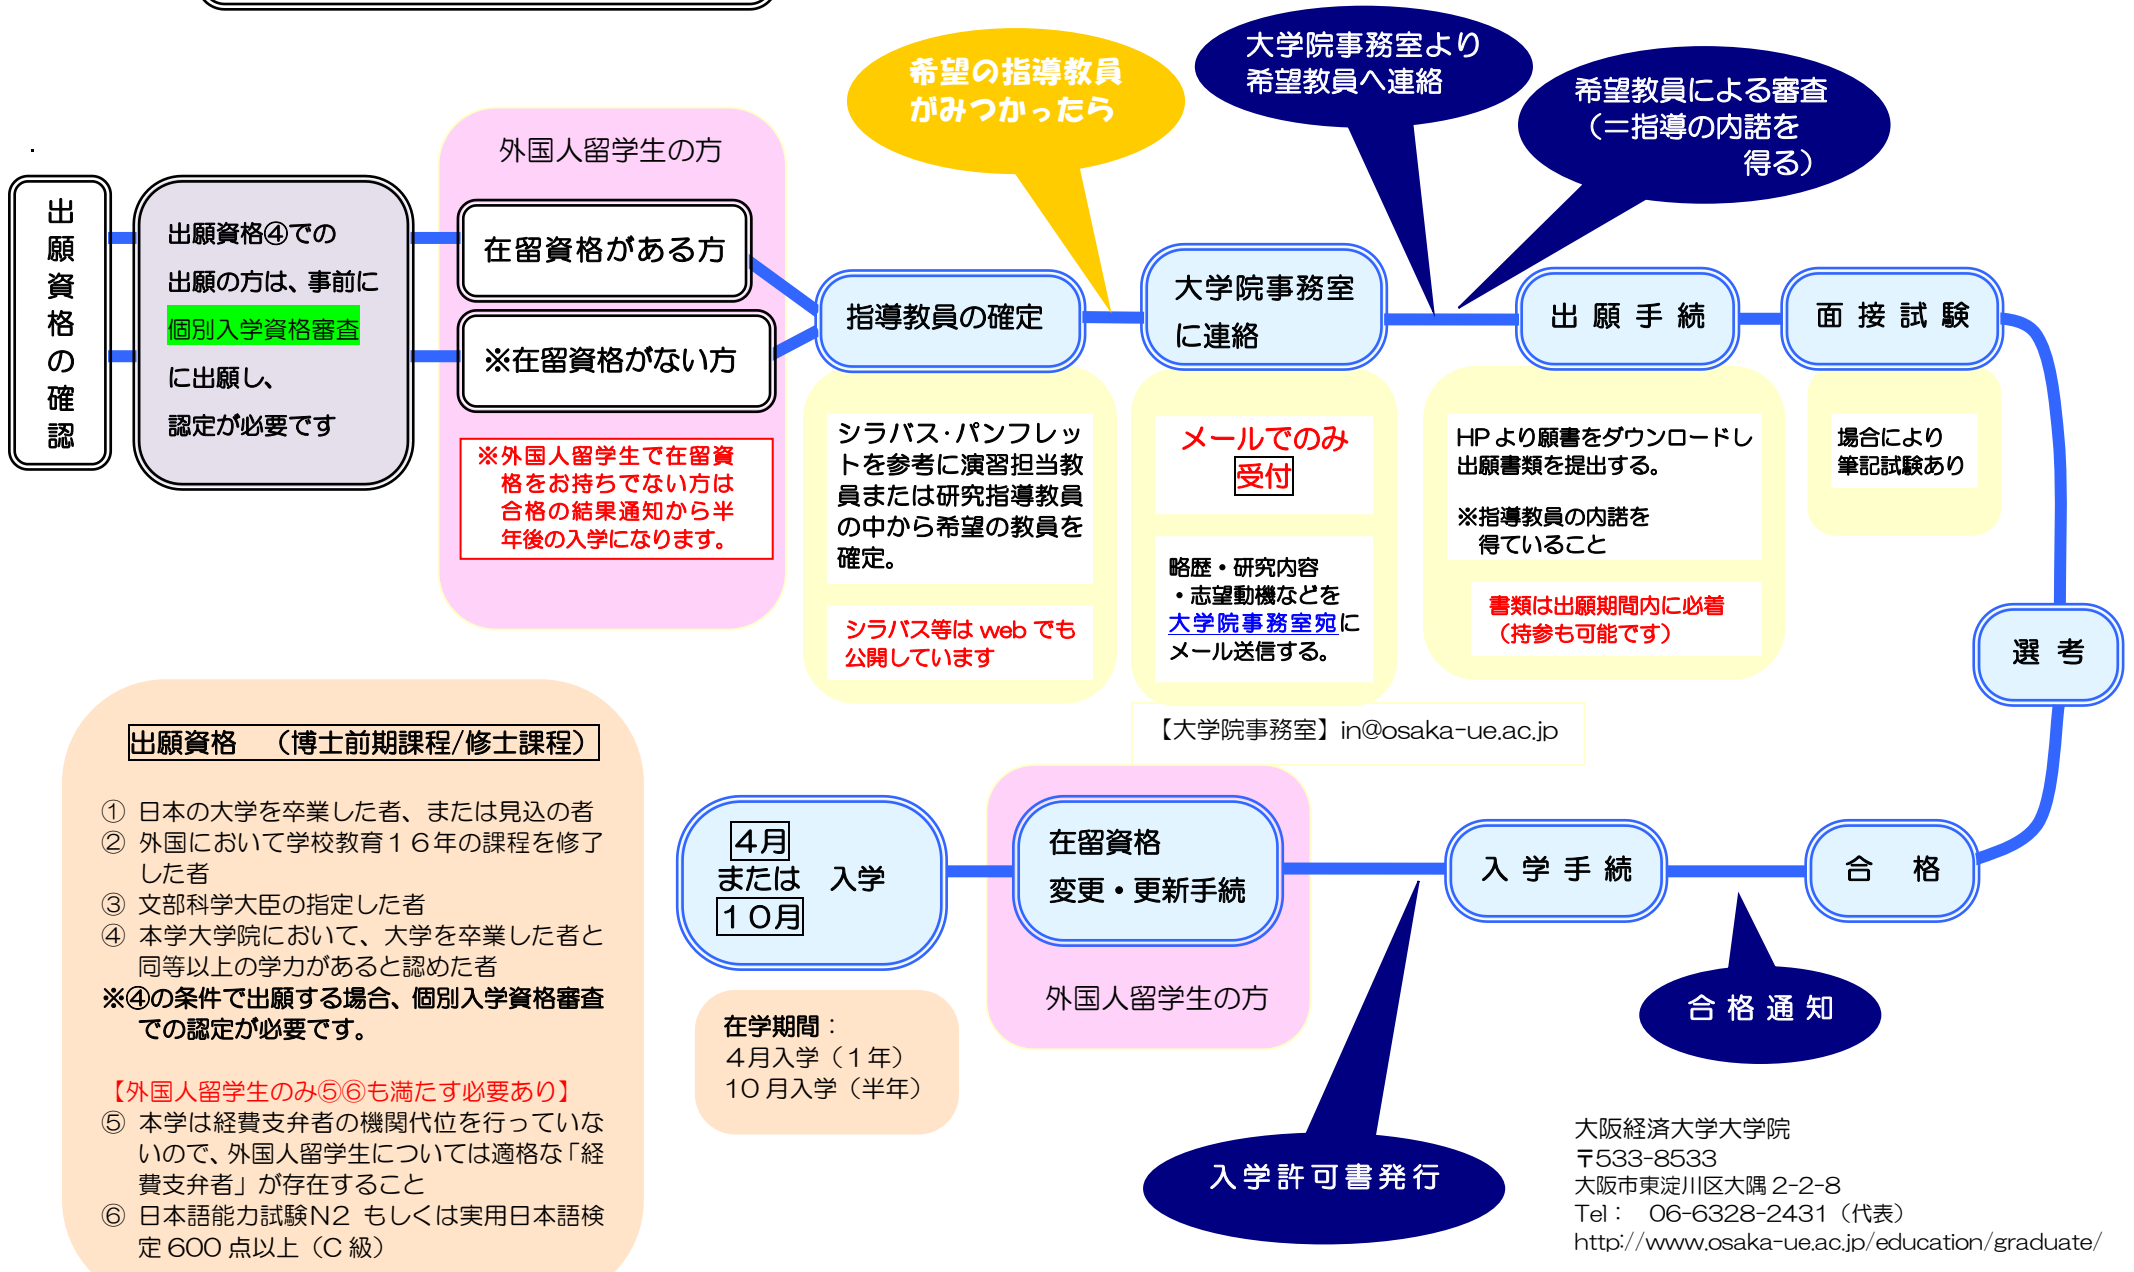 希望の指導教員
がみつかったら
大学院事務室より
希望教員へ連絡
希望教員による審査
（＝指導の内諾を
得る）
出願資格の確認
出願資格④での
出願の方は、事前に
個別入学資格審査
に出願し、
認定が必要です
外国人留学生の方
在留資格がある方
※在留資格がない方
※外国人留学生で在留資
格をお持ちでない方は
合格の結果通知から半
年後の入学になります。
指導教員の確定
シラバス・パンフレッ
トを参考に演習担当教
員または研究指導教員
の中から希望の教員を
確定。
シラバス等は web でも
公開しています
大学院事務室
に連絡
メールでのみ
受付
略歴・研究内容
・志望動機などを
大学院事務室宛に
メール送信する。
【大学院事務室】in@osaka-ue.ac.jp
出願手続
HP より願書をダウンロードし
出願書類を提出する。
※指導教員の内諾を
得ていること
書類は出願期間内に必着
（持参も可能です）
面接試験
場合により
筆記試験あり
選考
合格
合格通知
入学手続
入学許可書発行
在留資格
変更・更新手続
外国人留学生の方
４月
または　入学
１０月
在学期間：
４月入学（１年）
10 月入学（半年）
出願資格　（博士前期課程/修士課程）
① 日本の大学を卒業した者、または見込の者
② 外国において学校教育１６年の課程を修了
した者
③ 文部科学大臣の指定した者
④ 本学大学院において、大学を卒業した者と
同等以上の学力があると認めた者
※④の条件で出願する場合、個別入学資格審査
での認定が必要です。
【外国人留学生のみ⑤⑥も満たす必要あり】
⑤ 本学は経費支弁者の機関代位を行っていな
いので、外国人留学生については適格な「経
費支弁者」が存在すること
⑥ 日本語能力試験Ｎ２ もしくは実用日本語検
定 600 点以上（C 級）
大阪経済大学大学院
〒533-8533
大阪市東淀川区大隅 2-2-8
Tel：　06-6328-2431（代表）
http://www.osaka-ue.ac.jp/education/graduate/